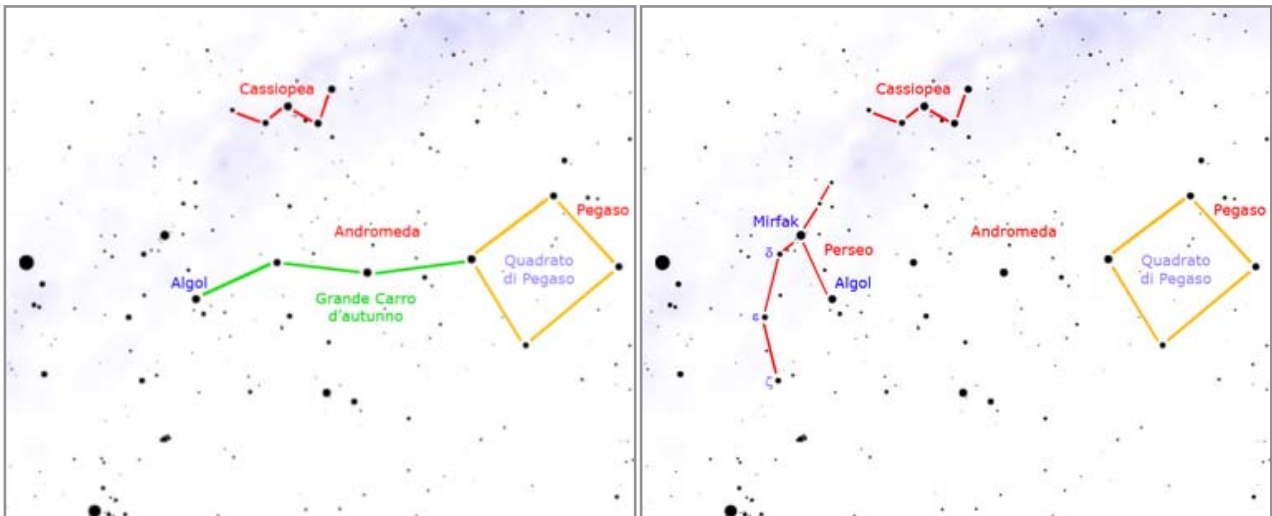 Cassiopea
Pegaso
Andromeda
Quadrato
di Pegaso
Algol
Grande Carro
d'autunno
Cassiopea
Pegaso
Mirfak
Andromeda
Perseo
δ
Quadrato
di Pegaso
Algol
ε
ζ